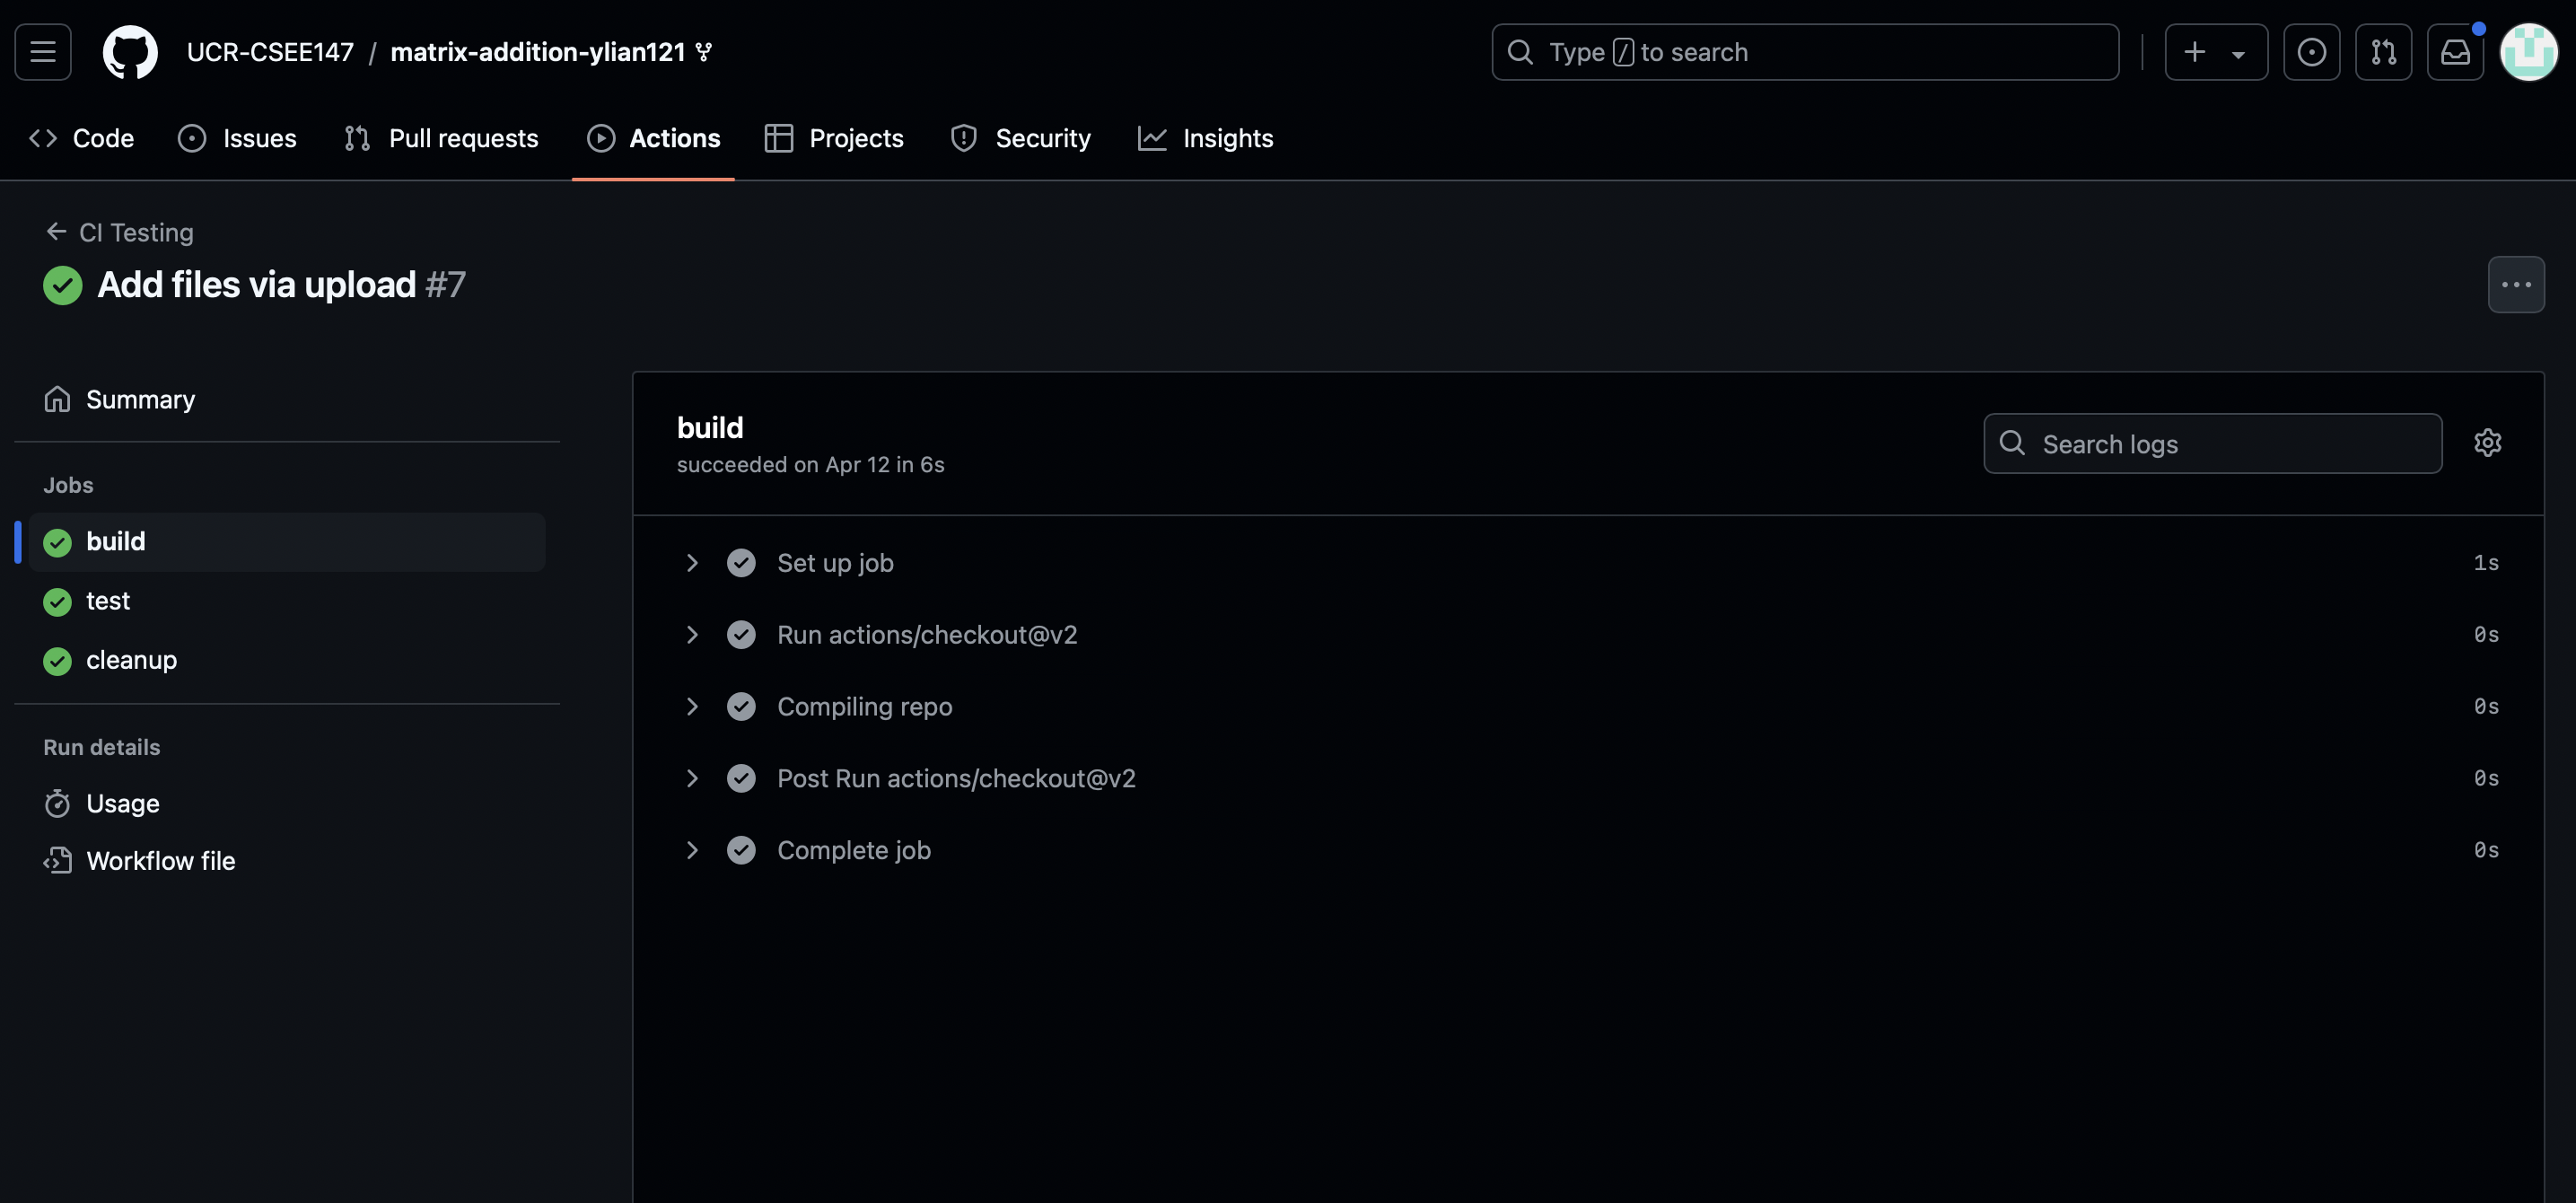 UCR-CSEE147 / matrix-addition-ylian121
Type / to search
Code Issues Pull requests Actions Projects Security Insights
CI Testing
Add files via upload #7
Summary
Jobs
build
test
cleanup
Run details
Usage
Workflow file
build
succeeded on Apr 12 in 6s
Search logs
Set up job 1s
Run actions/checkout@v2 0s
Compiling repo 0s
Post Run actions/checkout@v2 0s
Complete job 0s